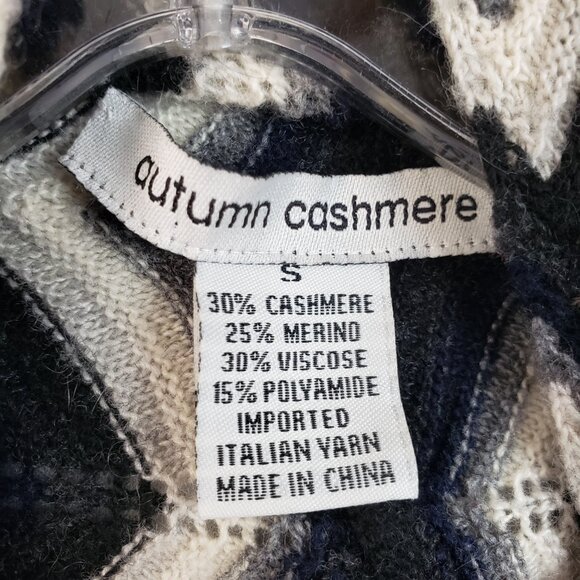 autumn cashmere
S
30% CASHMERE
25% MERINO
30% VISCOSE
15% POLYAMIDE
IMPORTED
ITALIAN YARN
MADE IN CHINA